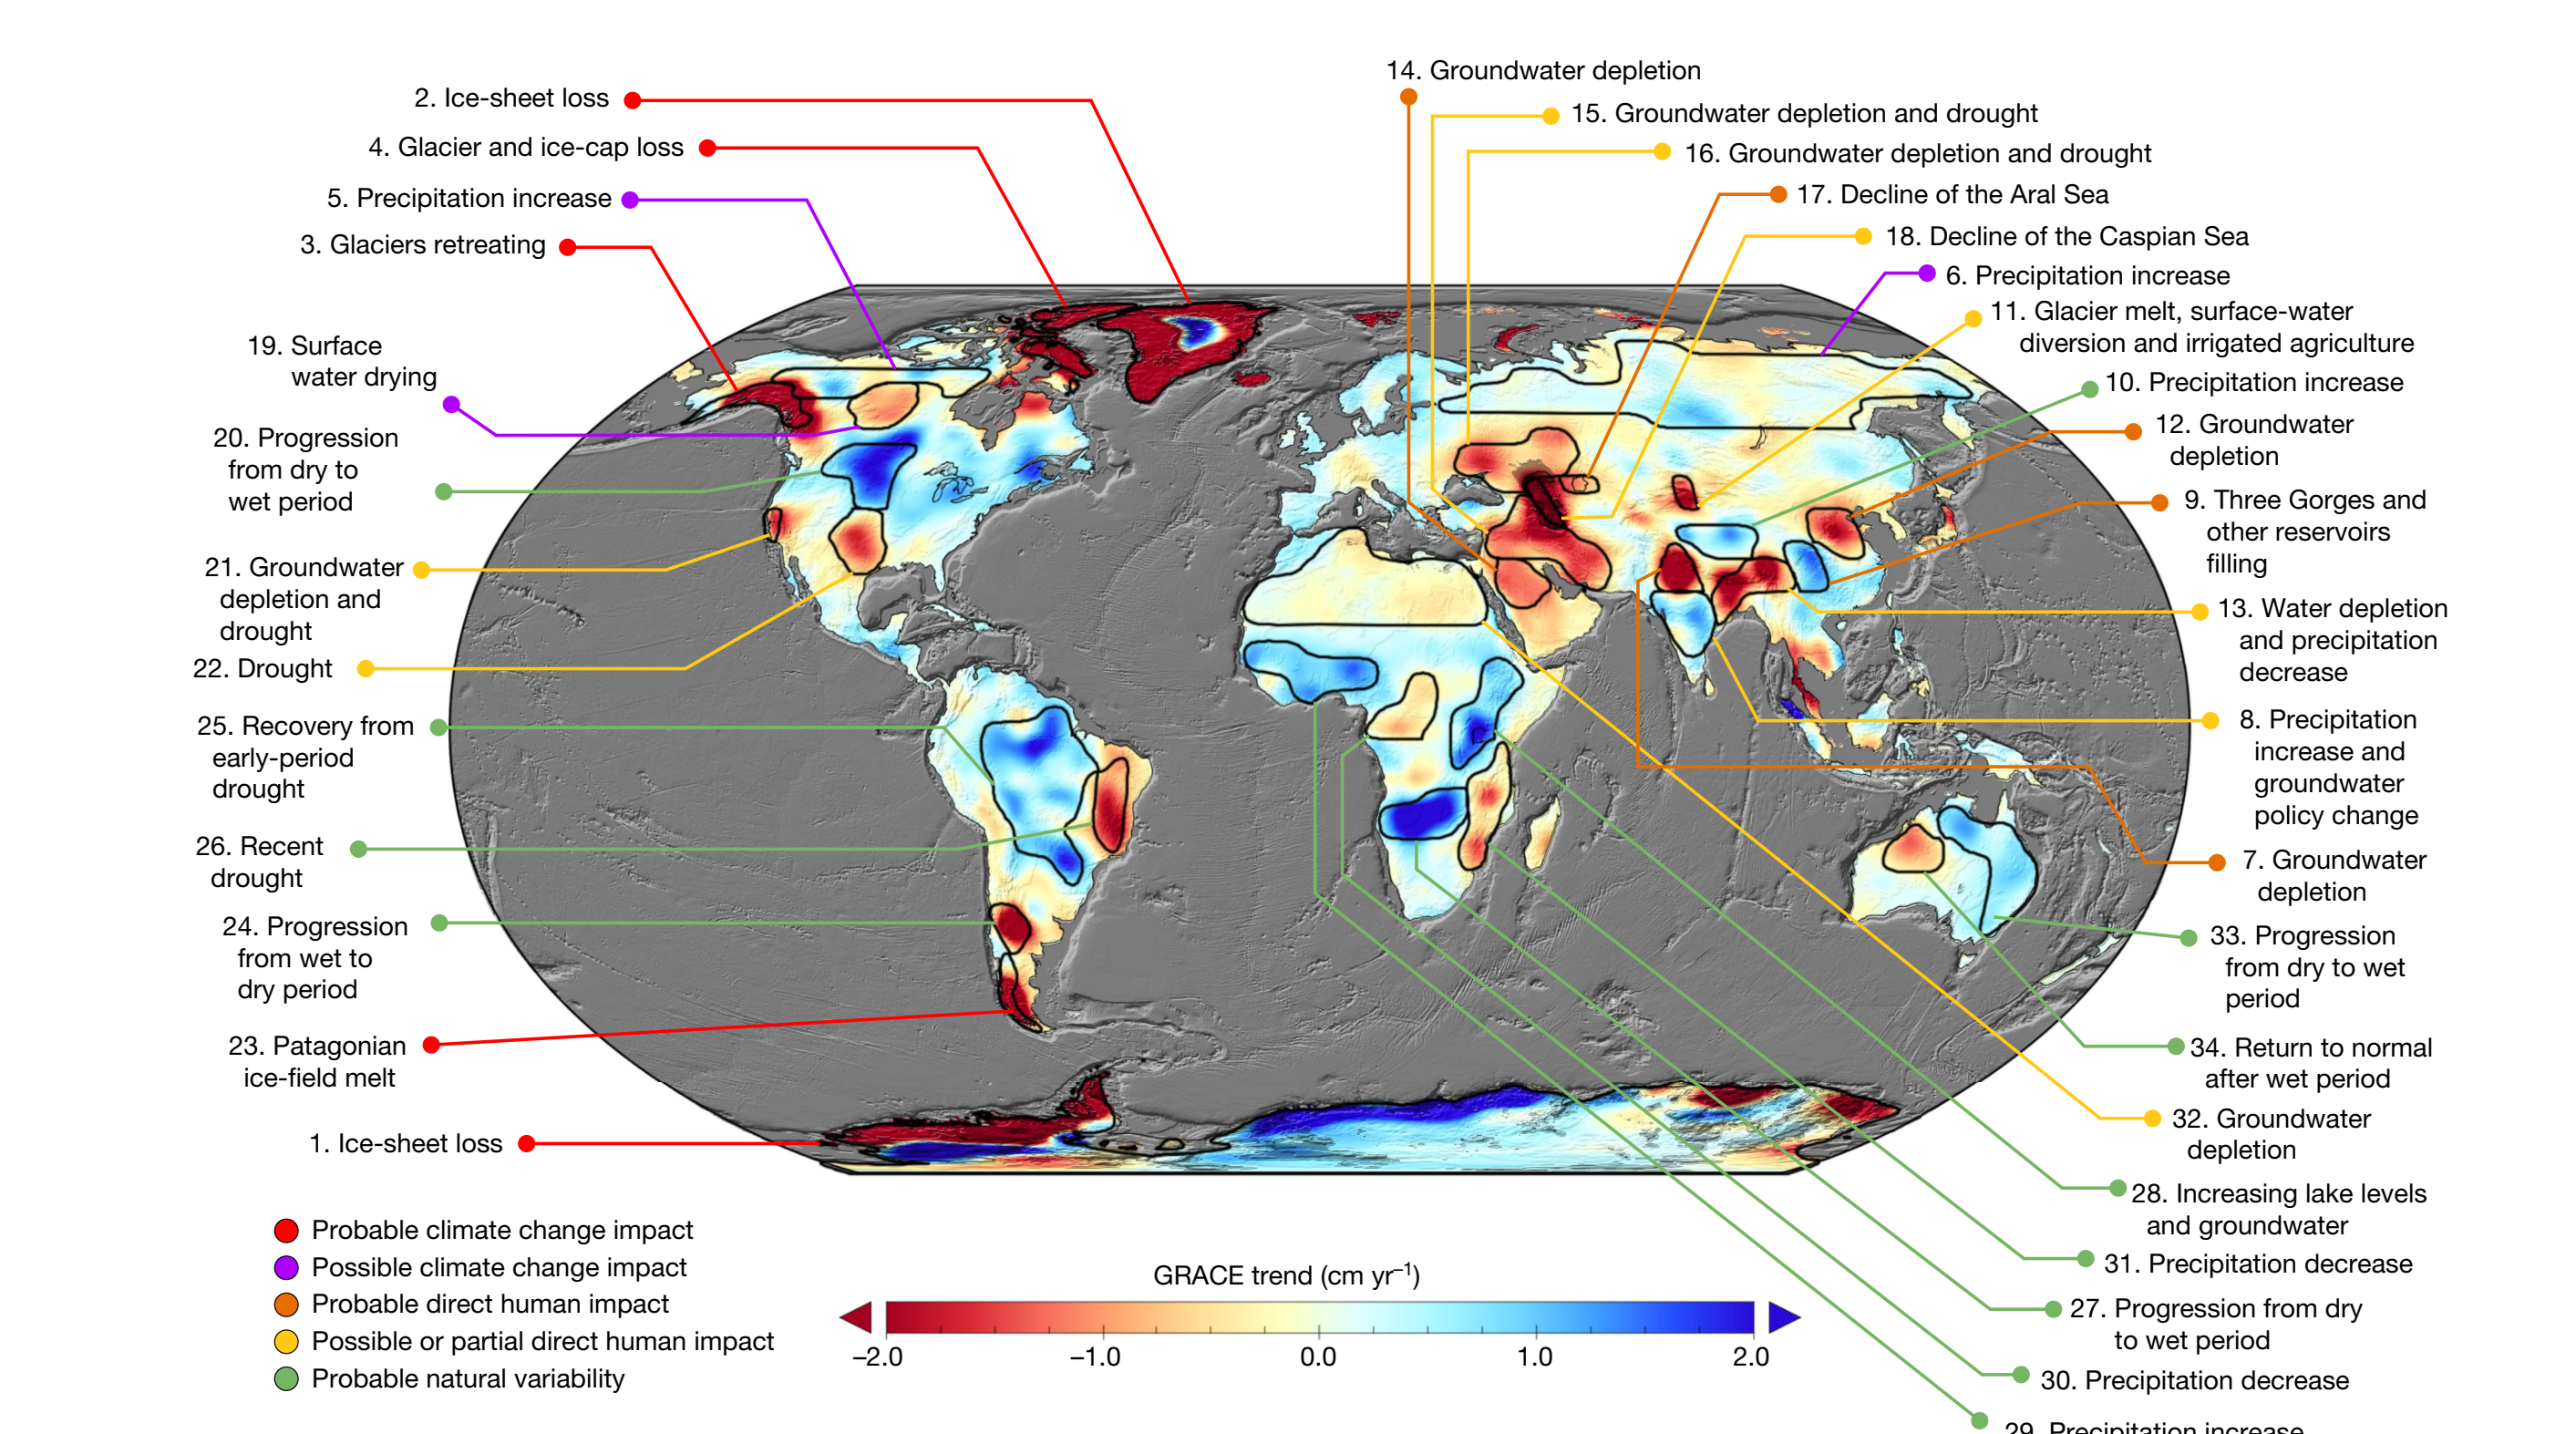 14. Groundwater depletion
2. Ice-sheet loss
15. Groundwater depletion and drought
4. Glacier and ice-cap loss
16. Groundwater depletion and drought
5. Precipitation increase
17. Decline of the Aral Sea
3. Glaciers retreating
18. Decline of the Caspian Sea
6. Precipitation increase
11. Glacier melt, surface-water
diversion and irrigated agriculture
19. Surface
water drying
10. Precipitation increase
20. Progression
from dry to
wet period
12. Groundwater
depletion
9. Three Gorges and
other reservoirs
filling
21. Groundwater
depletion and
drought
13. Water depletion
and precipitation
decrease
22. Drought
25. Recovery from
early-period
drought
8. Precipitation
increase and
groundwater
policy change
26. Recent
drought
7. Groundwater
depletion
24. Progression
from wet to
dry period
33. Progression
from dry to wet
period
23. Patagonian
ice-field melt
34. Return to normal
after wet period
1. Ice-sheet loss
32. Groundwater
depletion
28. Increasing lake levels
and groundwater
31. Precipitation decrease
27. Progression from dry
to wet period
30. Precipitation decrease
29. Precipitation increase
Probable climate change impact
Possible climate change impact
Probable direct human impact
Possible or partial direct human impact
Probable natural variability
GRACE trend (cm yr⁻¹)
−2.0 −1.0 0.0 1.0 2.0